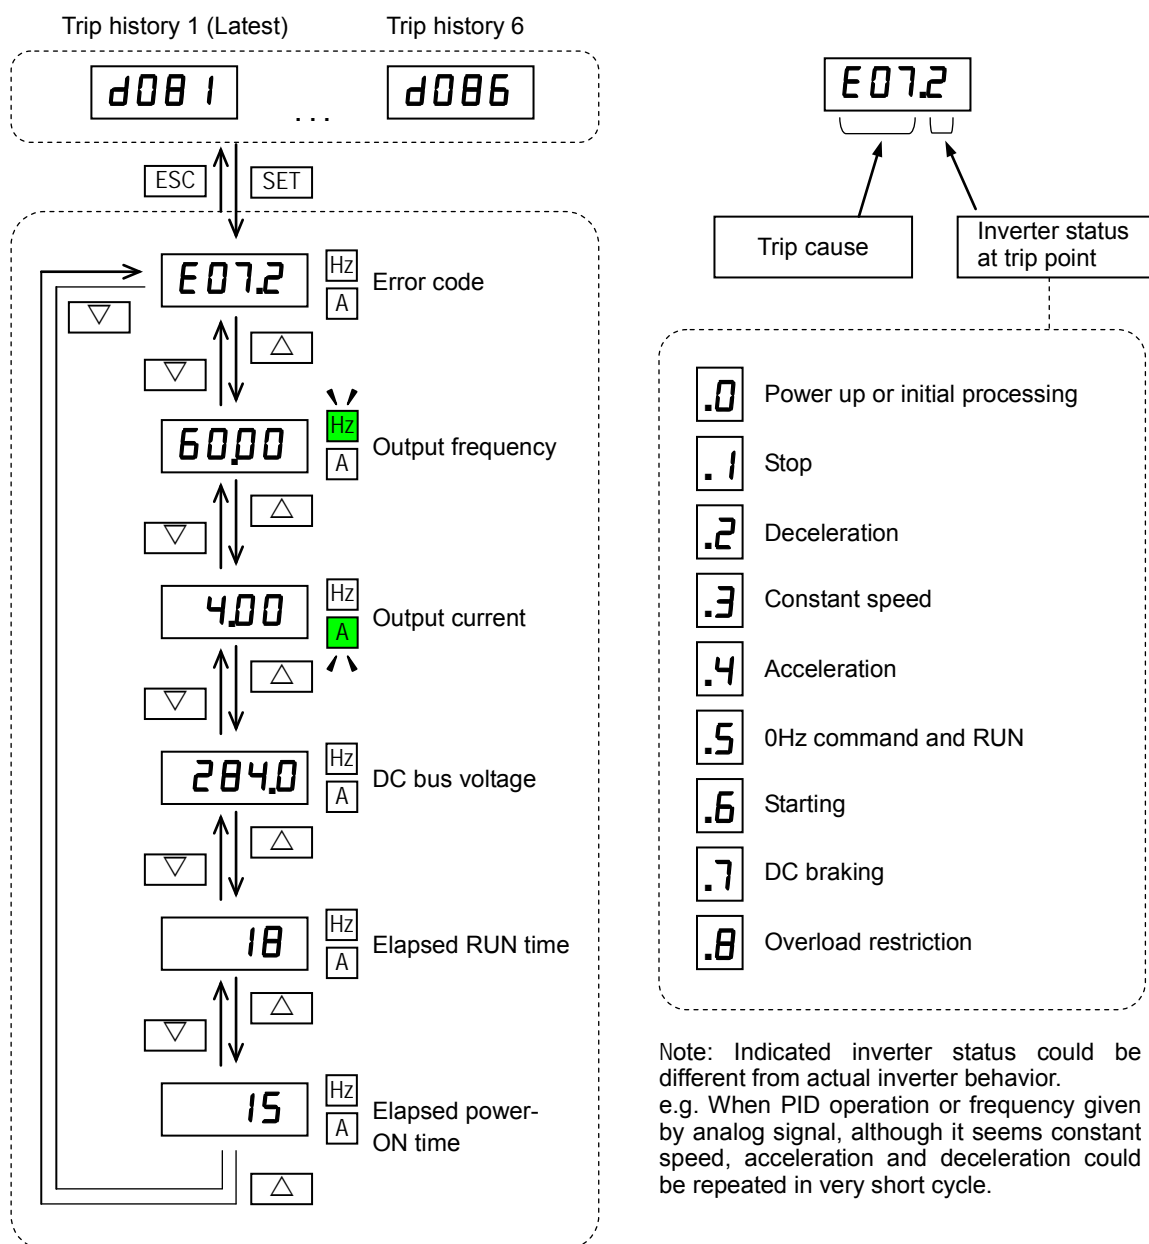 Trip history 1 (Latest)
Trip history 6
d081
...
d086
ESC
SET
E07.2
Hz
A
Error code
60.00
Hz
A
Output frequency
4.00
Hz
A
Output current
284.0
Hz
A
DC bus voltage
18
Hz
A
Elapsed RUN time
15
Hz
A
Elapsed power-
ON time
E07.2
Trip cause
Inverter status
at trip point
.0 Power up or initial processing
.1 Stop
.2 Deceleration
.3 Constant speed
.4 Acceleration
.5 0Hz command and RUN
.6 Starting
.7 DC braking
.8 Overload restriction
Note: Indicated inverter status could be
different from actual inverter behavior.
e.g. When PID operation or frequency given
by analog signal, although it seems constant
speed, acceleration and deceleration could
be repeated in very short cycle.